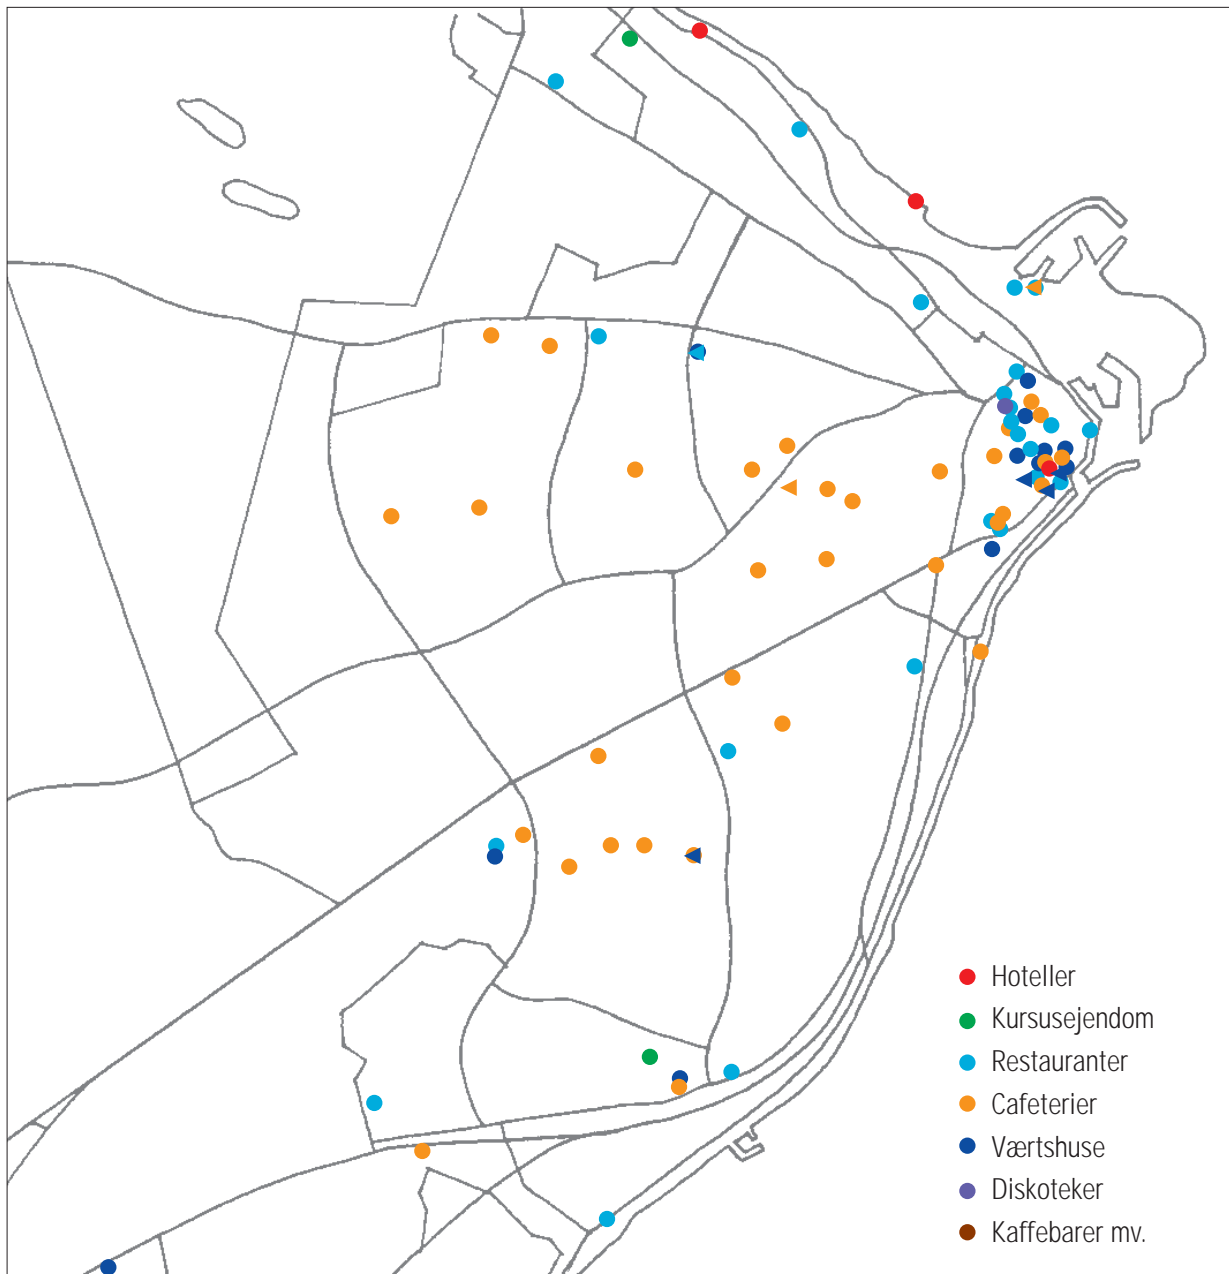 Hoteller
Kursusejendom
Restauranter
Cafeterier
Værtshuse
Diskoteker
Kaffebarer mv.